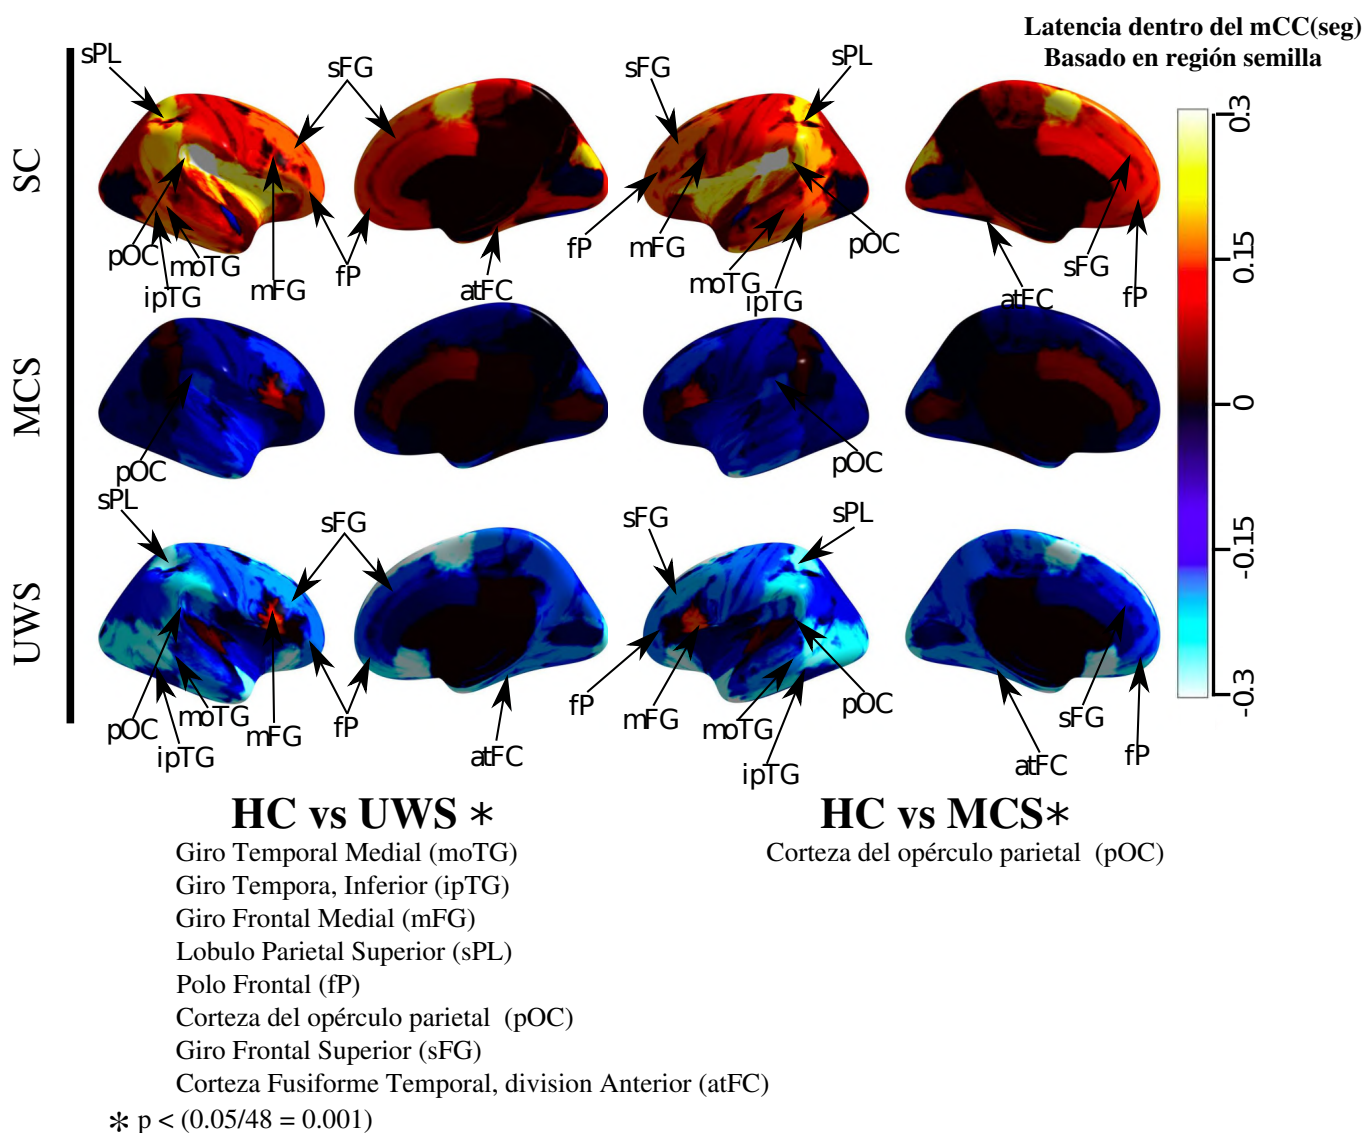 Latencia dentro del mCC(seg)
Basado en región semilla
SC
sPL
sFG
sFG
sPL
pOC
moTG
ipTG
mFG
fP
atFC
fP
mFG
moTG
ipTG
pOC
atFC
sFG
fP
0.3
0.15
0
-0.15
-0.3
MCS
pOC
pOC
UWS
sPL
sFG
sFG
sPL
pOC
moTG
ipTG
mFG
fP
atFC
fP
mFG
moTG
ipTG
pOC
atFC
sFG
fP
HC vs UWS *
Giro Temporal Medial (moTG)
Giro Tempora, Inferior (ipTG)
Giro Frontal Medial (mFG)
Lobulo Parietal Superior (sPL)
Polo Frontal (fP)
Corteza del opérculo parietal (pOC)
Giro Frontal Superior (sFG)
Corteza Fusiforme Temporal, division Anterior (atFC)
HC vs MCS*
Corteza del opérculo parietal (pOC)
* p < (0.05/48 = 0.001)